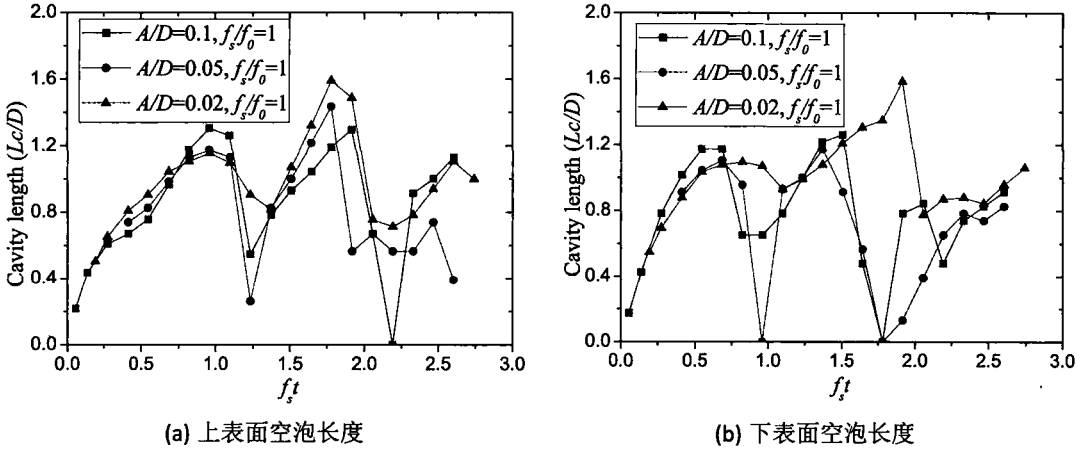 2.0
1.6
1.2
0.8
0.4
0.0
Cavity length (Lc/D)
A/D=0.1, fs/f0=1
A/D=0.05, fs/f0=1
A/D=0.02, fs/f0=1
0.0 0.5 1.0 1.5 2.0 2.5 3.0
fst
(a) 上表面空泡长度
2.0
1.6
1.2
0.8
0.4
0.0
Cavity length (Lc/D)
A/D=0.1, fs/f0=1
A/D=0.05, fs/f0=1
A/D=0.02, fs/f0=1
0.0 0.5 1.0 1.5 2.0 2.5 3.0
fst
(b) 下表面空泡长度